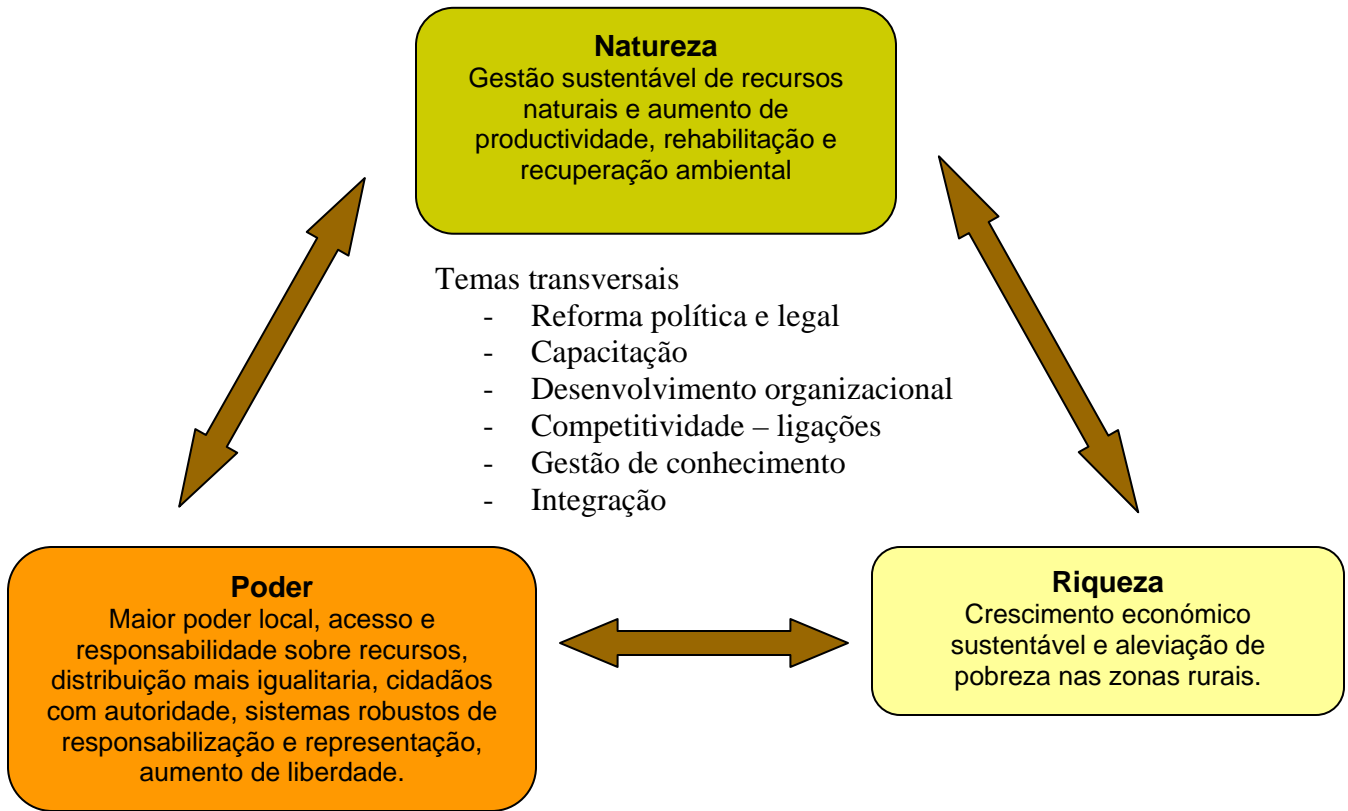 Natureza
Gestão sustentável de recursos
naturais e aumento de
productividade, rehabilitação e
recuperação ambiental
Temas transversais
- Reforma política e legal
- Capacitação
- Desenvolvimento organizacional
- Competitividade – ligações
- Gestão de conhecimento
- Integração
Poder
Maior poder local, acesso e
responsabilidade sobre recursos,
distribuição mais igualitaria, cidadãos
com autoridade, sistemas robustos de
responsabilização e representação,
aumento de liberdade.
Riqueza
Crescimento económico
sustentável e aleviação de
pobreza nas zonas rurais.